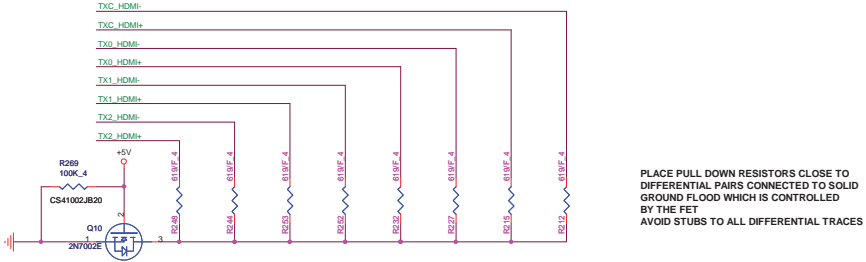 TXC_HDMI-
TXC_HDMI+
TX0_HDMI-
TX0_HDMI+
TX1_HDMI-
TX1_HDMI+
TX2_HDMI-
TX2_HDMI+
+5V
R269
100K_4
CS41002JB20
Q10
2N7002E
1
2
3
619/F_4
R248
619/F_4
R244
619/F_4
R253
619/F_4
R252
619/F_4
R232
619/F_4
R227
619/F_4
R215
619/F_4
R212
PLACE PULL DOWN RESISTORS CLOSE TO
DIFFERENTIAL PAIRS CONNECTED TO SOLID
GROUND FLOOD WHICH IS CONTROLLED
BY THE FET
AVOID STUBS TO ALL DIFFERENTIAL TRACES